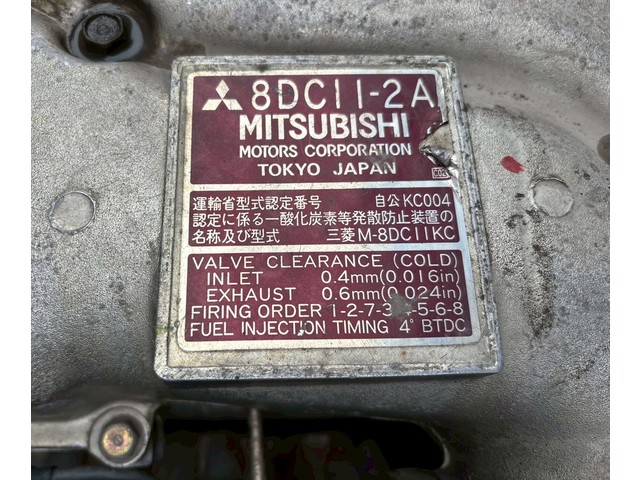 8DC11-2A
MITSUBISHI
MOTORS CORPORATION
TOKYO JAPAN
運輸省型式認定番号 自公KC004
認定に係る一酸化炭素等発散防止装置の
名称及び型式 三菱M-8DC11KC
VALVE CLEARANCE (COLD)
INLET 0.4mm(0.016in)
EXHAUST 0.6mm(0.024in)
FIRING ORDER 1-2-7-3-4-5-6-8
FUEL INJECTION TIMING 4° BTDC